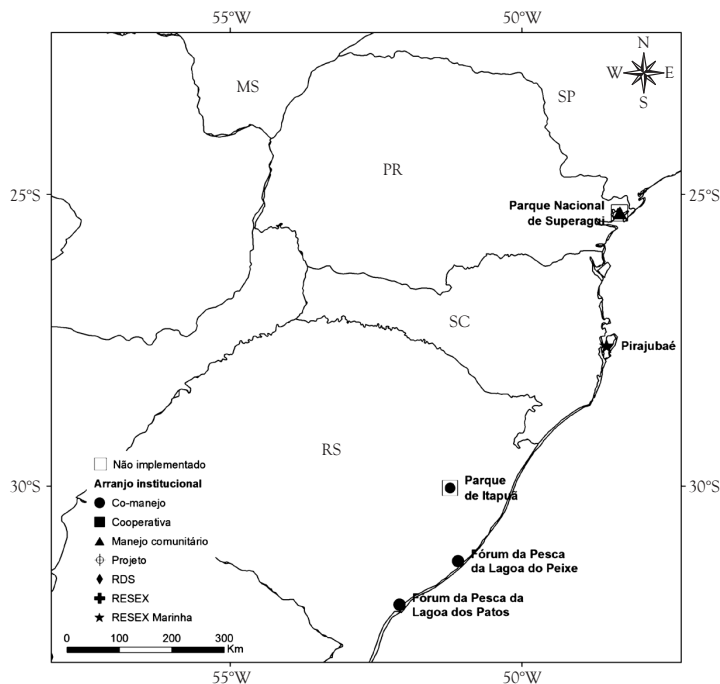 55°W
50°W
N
W
E
S
MS
SP
PR
25°S
25°S
Parque Nacional
de Superagüi
SC
Pirajubaé
RS
Não implementado
Arranjo institucional
Co-manejo
Cooperativa
Manejo comunitário
Projeto
RDS
RESEX
RESEX Marinha
0
100
200
300
Km
30°S
30°S
Parque
de Itapuã
Fórum da Pesca
da Lagoa do Peixe
Fórum da Pesca da
Lagoa dos Patos
55°W
50°W